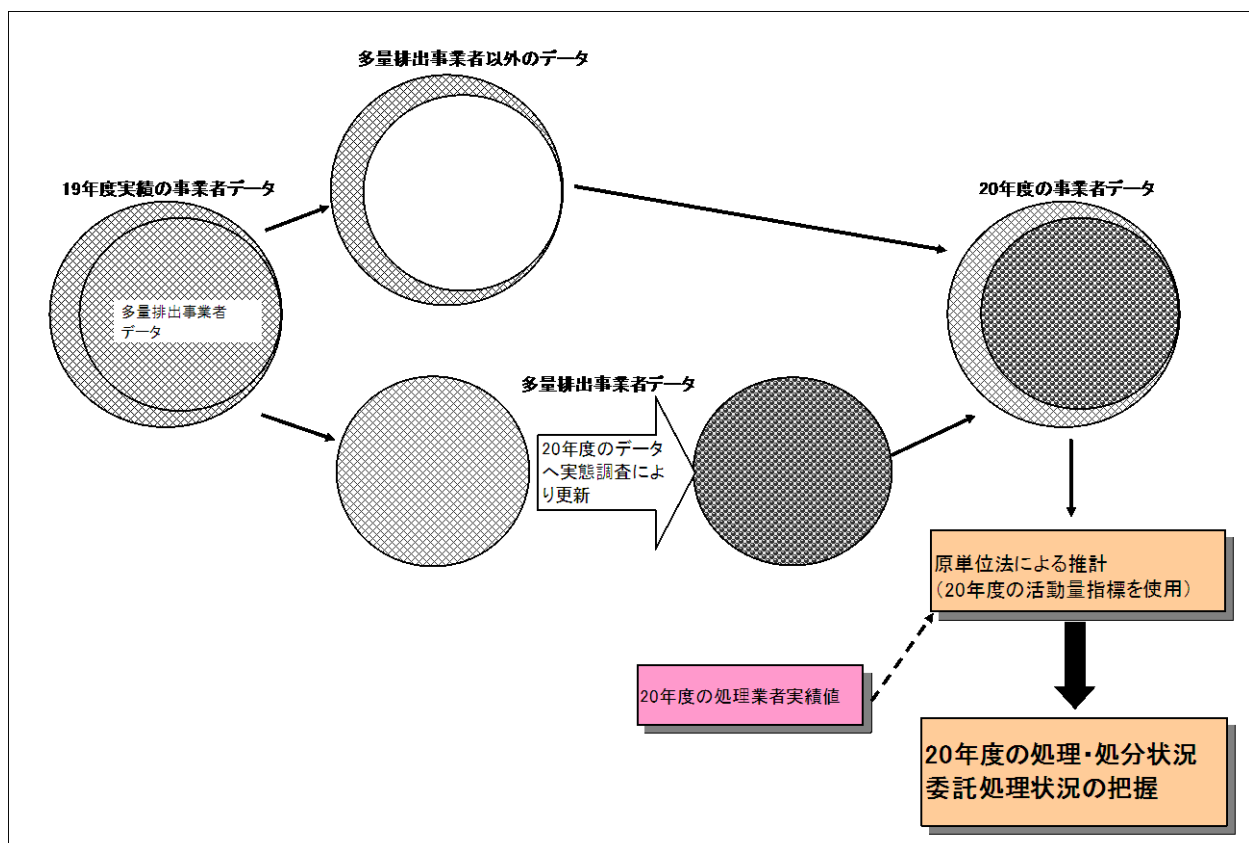 多量排出事業者以外のデータ
19年度実績の事業者データ
20年度の事業者データ
多量排出事業者
データ
多量排出事業者データ
20年度のデータ
へ実態調査によ
り更新
原単位法による推計
（20年度の活動量指標を使用）
20年度の処理業者実績値
20年度の処理・処分状況
委託処理状況の把握